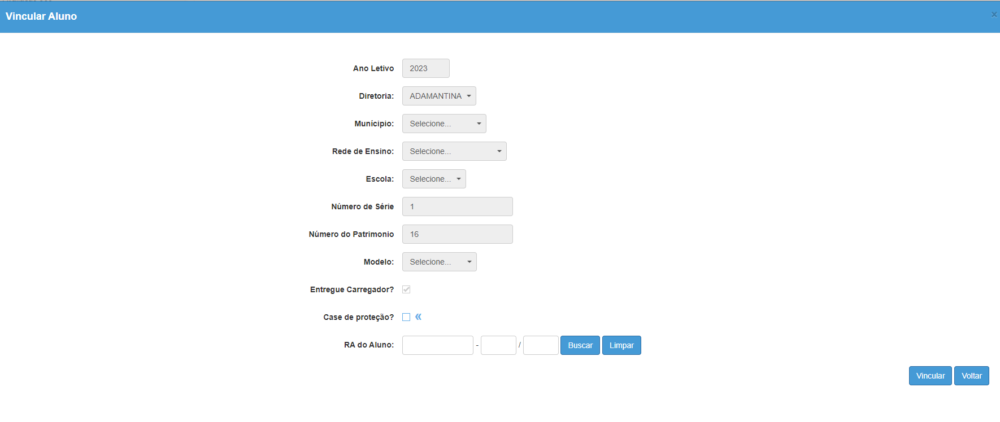 Vincular Aluno ×
Ano Letivo 2023
Diretoria: ADAMANTINA
Munícipio: Selecione...
Rede de Ensino: Selecione...
Escola: Selecione...
Número de Série 1
Número do Patrimonio 16
Modelo: Selecione...
Entregue Carregador?
Case de proteção? «
RA do Aluno: - / Buscar Limpar
Vincular Voltar